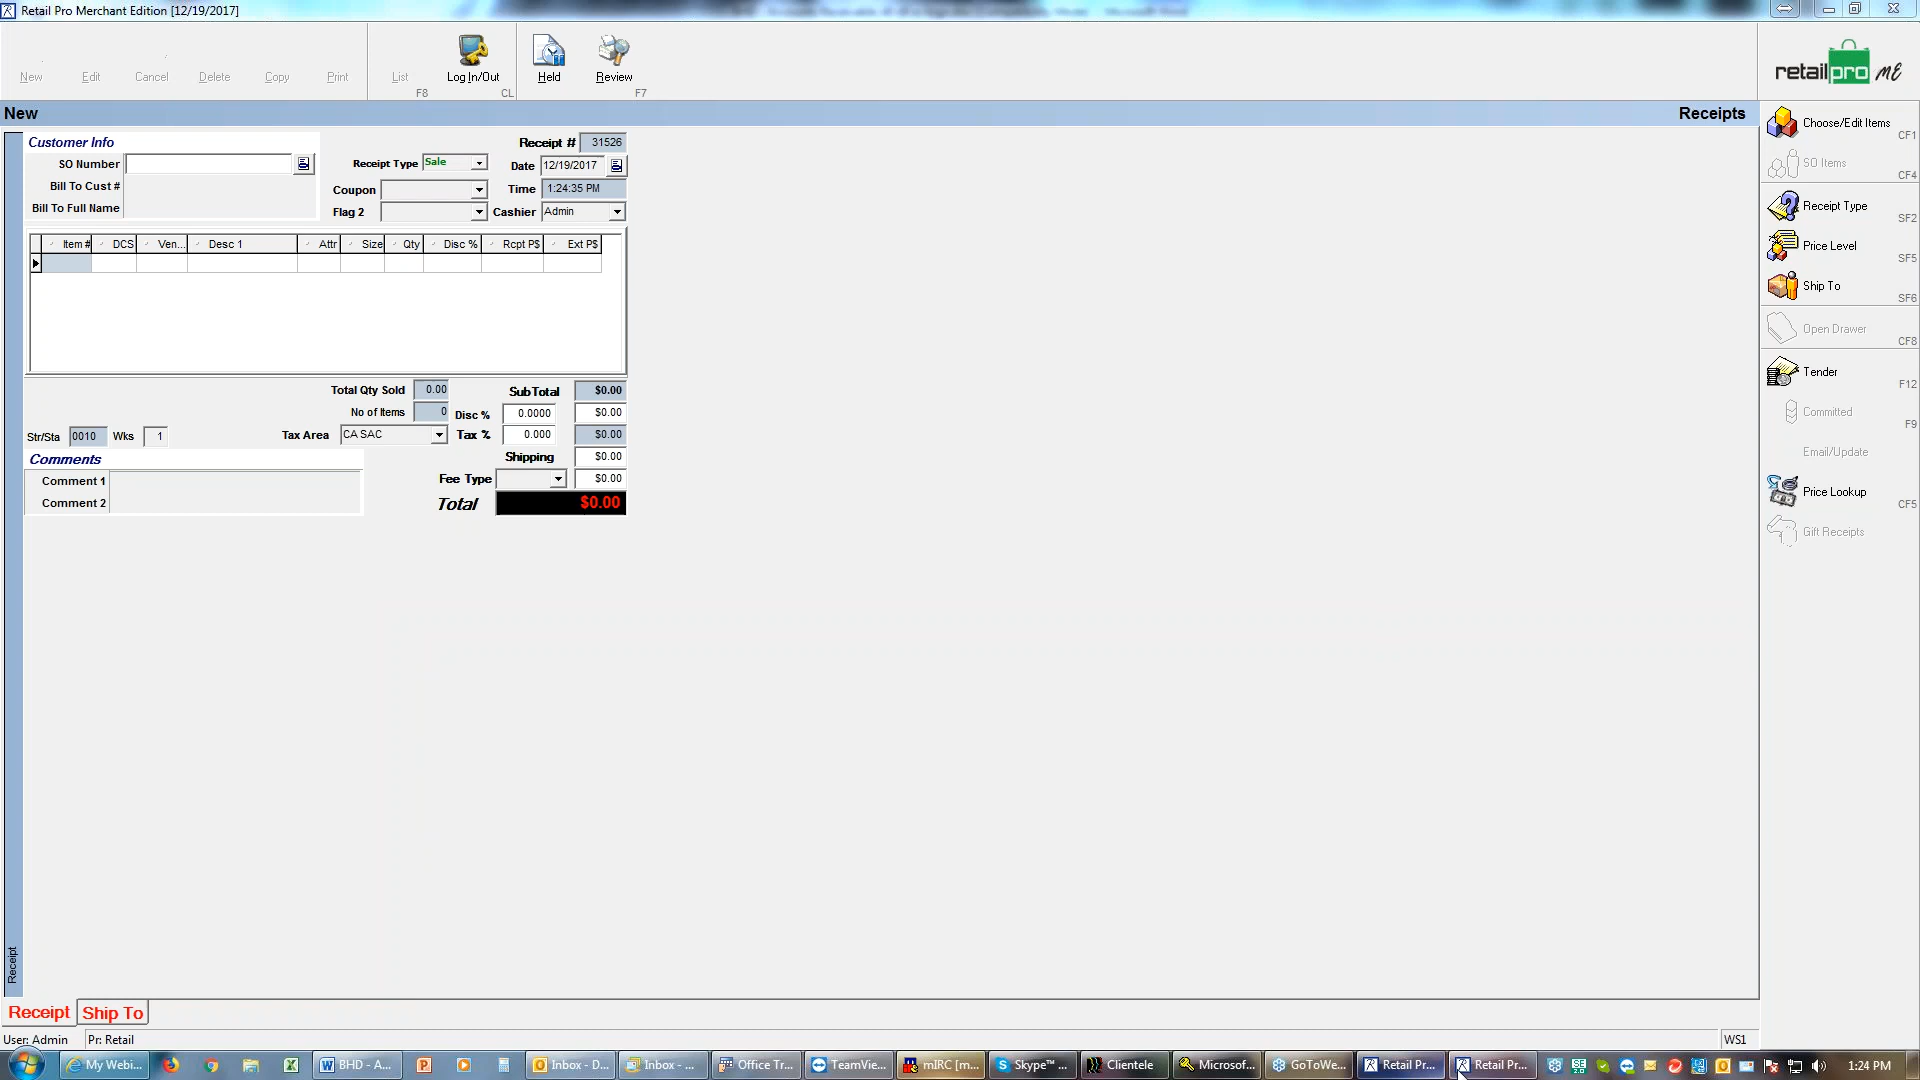 Retail Pro Merchant Edition [12/19/2017]
New
Edit
Cancel
Delete
Copy
Print
List
F8
Log In/Out
CL
Held
Review
F7
retailpro ME
New
Receipts
Customer Info
SO Number
Bill To Cust #
Bill To Full Name
Receipt # 31526
Receipt Type Sale
Date 12/19/2017
Coupon
Time 1:24:35 PM
Flag 2
Cashier Admin
Item # DCS Ven... Desc 1 Attr Size Qty Disc % Rcpt P$ Ext P$
Total Qty Sold 0.00
SubTotal $0.00
No of Items 0
Disc % 0.0000 $0.00
Str/Sta 0010 Wks 1
Tax Area CA SAC
Tax % 0.000 $0.00
Comments
Shipping $0.00
Comment 1
Fee Type $0.00
Comment 2
Total $0.00
Choose/Edit Items
CF1
SO Items
CF4
Receipt Type
SF2
Price Level
SF5
Ship To
SF6
Open Drawer
CF8
Tender
F12
Committed
F9
Email/Update
Price Lookup
CF5
Gift Receipts
Receipt
Receipt Ship To
User: Admin Pr: Retail
WS1
My Webi...
BHD - A...
Inbox - D...
Inbox - ...
Office Tr...
TeamVie...
mIRC [m...
Skype™ ...
Clientele
Microsof...
GoToWe...
Retail Pr...
Retail Pr...
1:24 PM